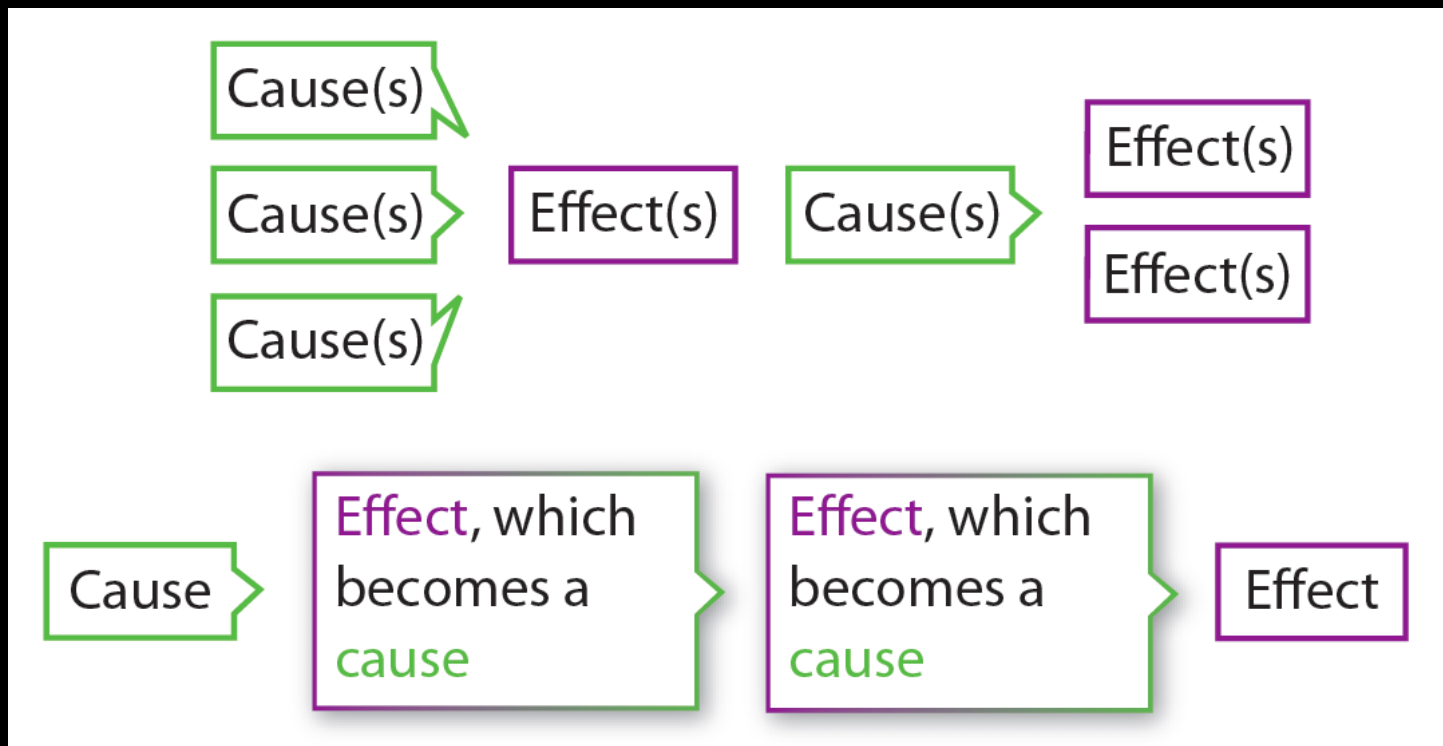 Cause(s)
Cause(s)
Cause(s)
Effect(s)
Cause(s)
Effect(s)
Effect(s)
Cause
Effect, which
becomes a
cause
Effect, which
becomes a
cause
Effect